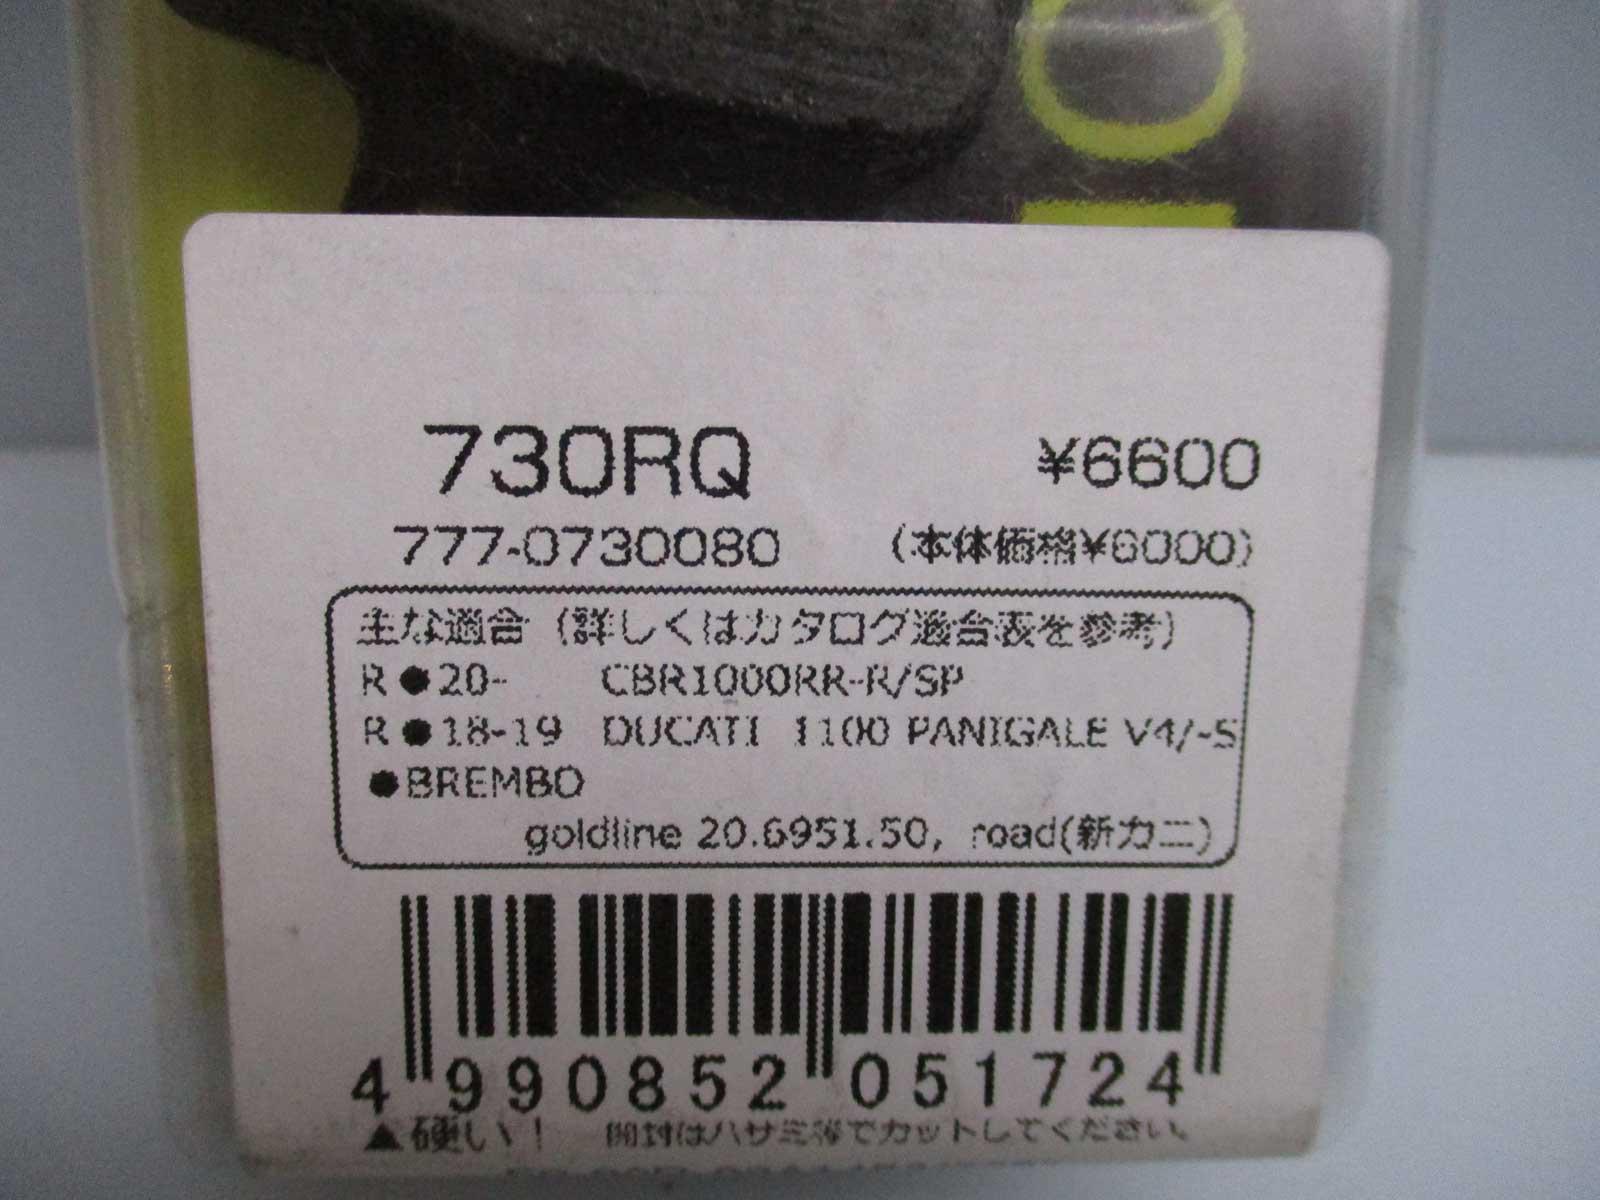 730RQ ¥6600
777-0730080 (本体価格¥6000)
主な適合 (詳しくはカタログ適合表を参考)
R ●20- CBR1000RR-R/SP
R ●18-19 DUCATI 1100 PANIGALE V4/-S
●BREMBO
goldline 20.6951.50, road(新カニ)
4 990852 051724
▲硬い! 開封はハサミ等でカットしてください。